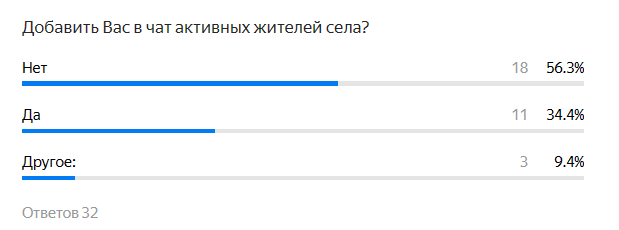 Добавить Вас в чат активных жителей села?
Нет 18 56.3%
Да 11 34.4%
Другое: 3 9.4%
Ответов 32